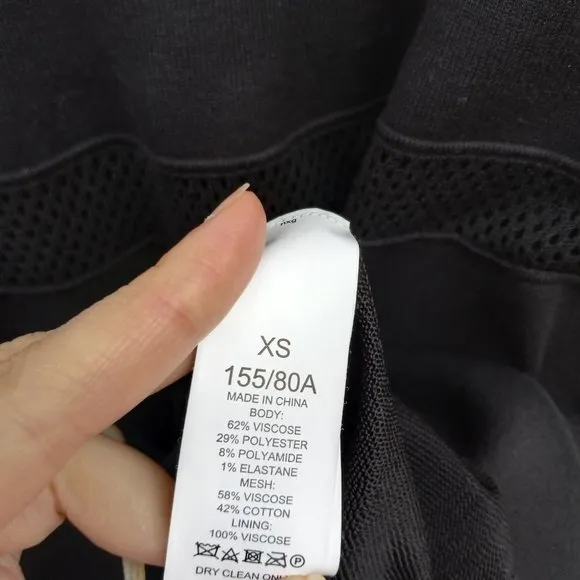 XS
155/80A
MADE IN CHINA
BODY:
62% VISCOSE
29% POLYESTER
8% POLYAMIDE
1% ELASTANE
MESH:
58% VISCOSE
42% COTTON
LINING:
100% VISCOSE
P
DRY CLEAN ONLY